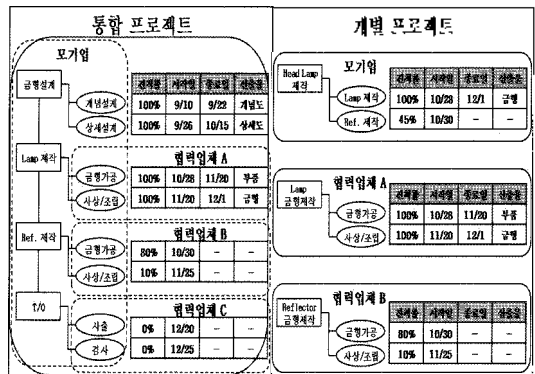 통합 프로젝트
모기업
금형설계
진척률 시작일 종료일 산출물
개념설계 100% 9/10 9/22 개념도
상세설계 100% 9/26 10/15 상세도
Lamp 제작
협력업체 A
금형가공 100% 10/28 11/20 부품
사상/조립 100% 11/20 12/1 금형
Ref. 제작
협력업체 B
금형가공 80% 10/30 - -
사상/조립 10% 11/25 - -
T/O
협력업체 C
사출 0% 12/20 - -
검사 0% 12/25 - -
개별 프로젝트
모기업
Head Lamp
제작
진척률 시작일 종료일 산출물
Lamp 제작 100% 10/28 12/1 금형
Ref. 제작 45% 10/30 - -
협력업체 A
Lamp
금형제작
진척률 시작일 종료일 산출물
금형가공 100% 10/28 11/20 부품
사상/조립 100% 11/20 12/1 금형
협력업체 B
Reflector
금형제작
진척률 시작일 종료일 산출물
금형가공 80% 10/30 - -
사상/조립 10% 11/25 - -